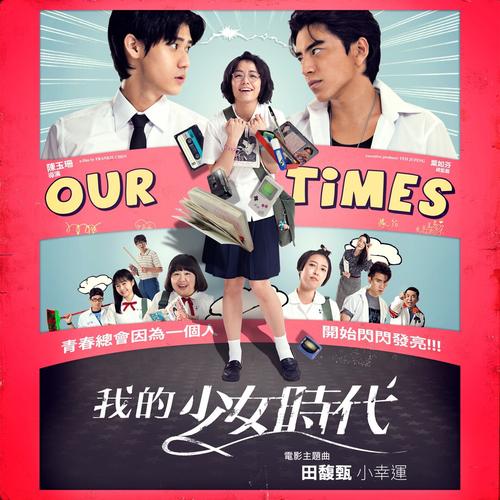 陳玉珊
導演
a film by FRANKIE CHEN
executive producer YEH JUFENG
葉如芬
總監製
OUR TIMES
青春總會因為一個人 開始閃閃發亮!!!
我的少女時代
電影主題曲
田馥甄 小幸運